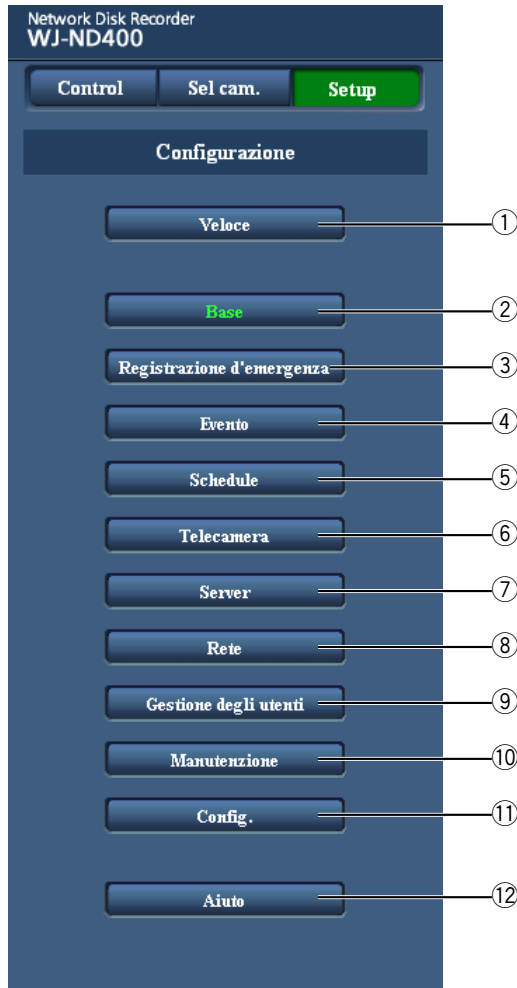 Network Disk Recorder
WJ-ND400
Control Sel cam. Setup
Configurazione
Veloce ①
Base ②
Registrazione d'emergenza ③
Evento ④
Schedule ⑤
Telecamera ⑥
Server ⑦
Rete ⑧
Gestione degli utenti ⑨
Manutenzione ⑩
Config. ⑪
Aiuto ⑫